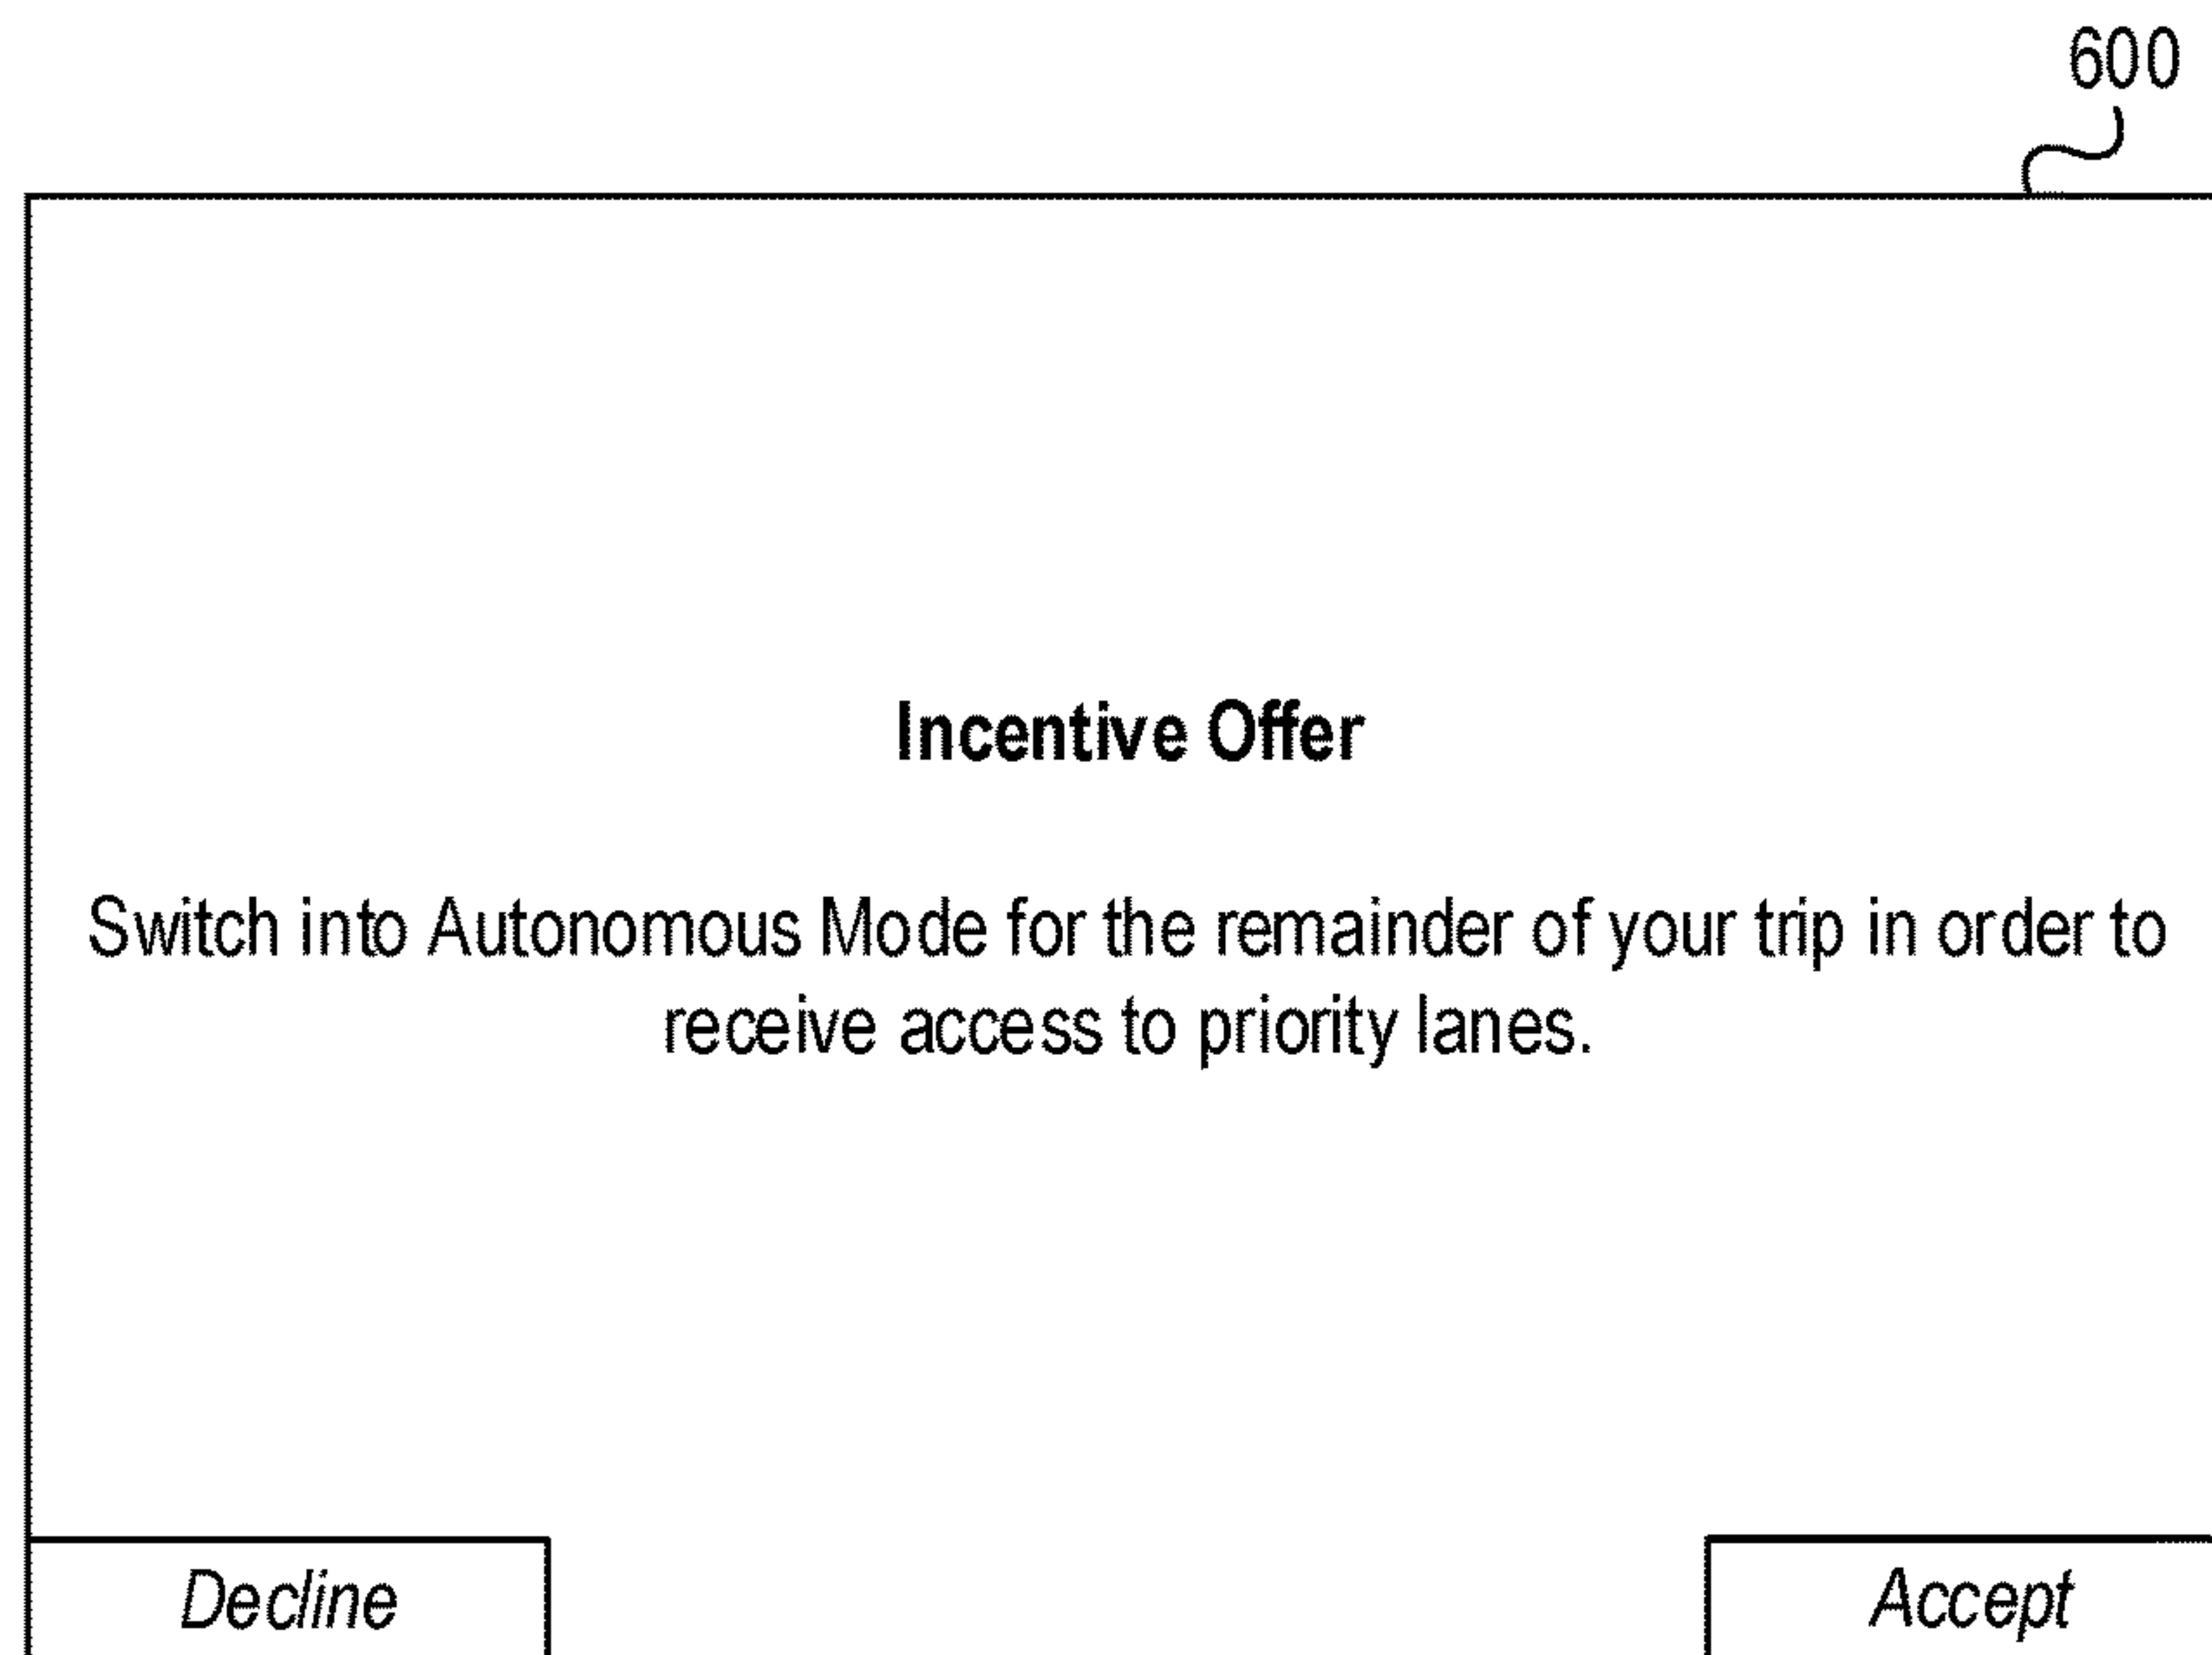 600
Incentive Offer
Switch into Autonomous Mode for the remainder of your trip in order to
receive access to priority lanes.
Decline
Accept